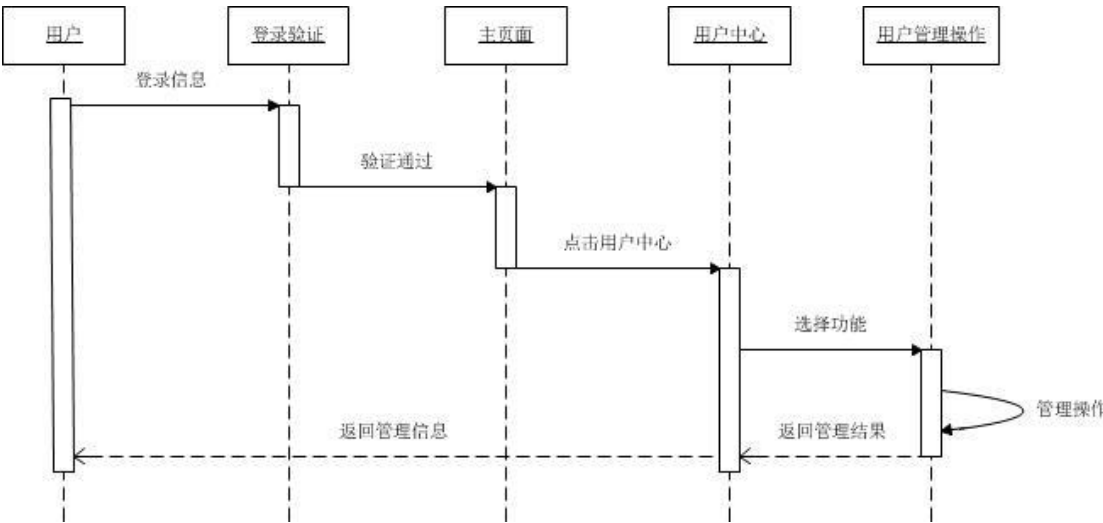 用户
登录验证
主页面
用户中心
用户管理操作
登录信息
验证通过
点击用户中心
选择功能
管理操作
返回管理信息
返回管理结果